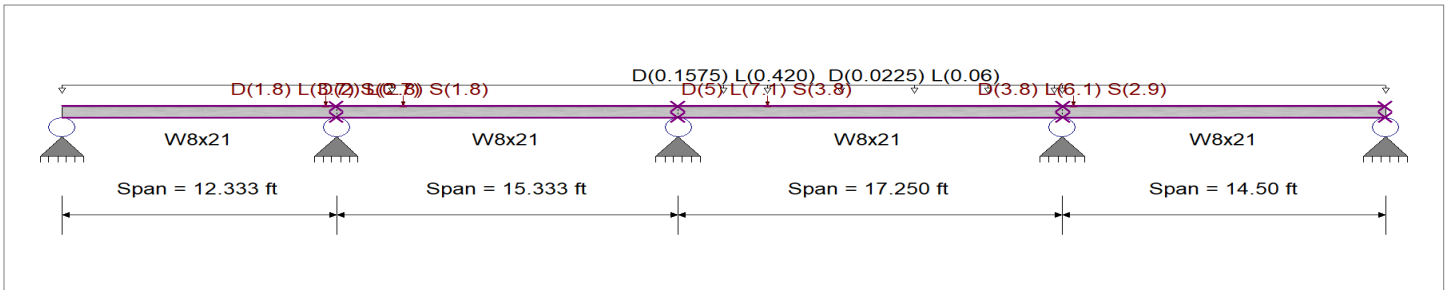 D(0.1575) L(0.420) D(0.0225) L(0.06)
D(1.8) S(1.8) D(5) L(7.1) S(3.8) D(3.8) L(6.1) S(2.9)
W8x21 W8x21 W8x21 W8x21
Span = 12.333 ft Span = 15.333 ft Span = 17.250 ft Span = 14.50 ft